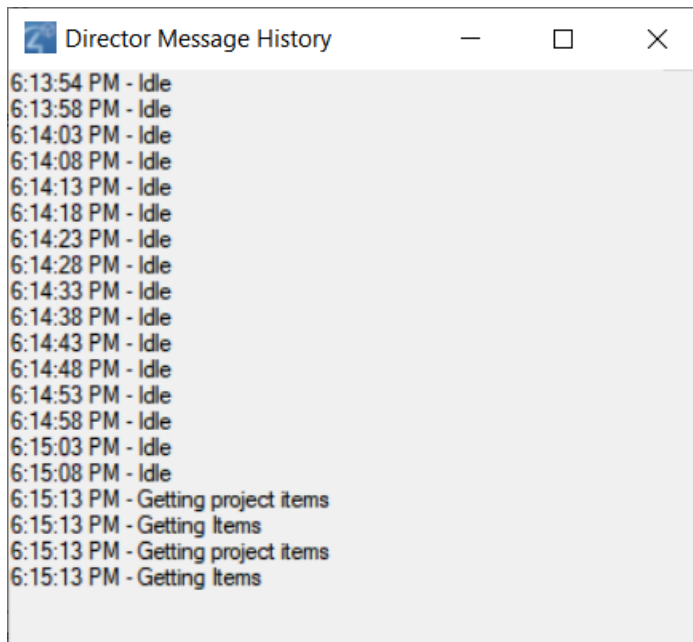 Director Message History
6:13:54 PM - Idle
6:13:58 PM - Idle
6:14:03 PM - Idle
6:14:08 PM - Idle
6:14:13 PM - Idle
6:14:18 PM - Idle
6:14:23 PM - Idle
6:14:28 PM - Idle
6:14:33 PM - Idle
6:14:38 PM - Idle
6:14:43 PM - Idle
6:14:48 PM - Idle
6:14:53 PM - Idle
6:14:58 PM - Idle
6:15:03 PM - Idle
6:15:08 PM - Idle
6:15:13 PM - Getting project items
6:15:13 PM - Getting Items
6:15:13 PM - Getting project items
6:15:13 PM - Getting Items